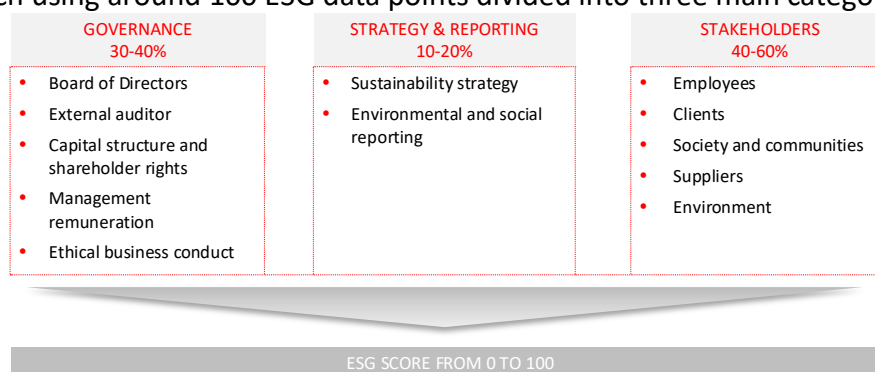 en using around 100 ESG data points divided into three main catego
GOVERNANCE
30-40%
• Board of Directors
• External auditor
• Capital structure and
shareholder rights
• Management
remuneration
• Ethical business conduct
STRATEGY & REPORTING
10-20%
• Sustainability strategy
• Environmental and social
reporting
STAKEHOLDERS
40-60%
• Employees
• Clients
• Society and communities
• Suppliers
• Environment
ESG SCORE FROM 0 TO 100